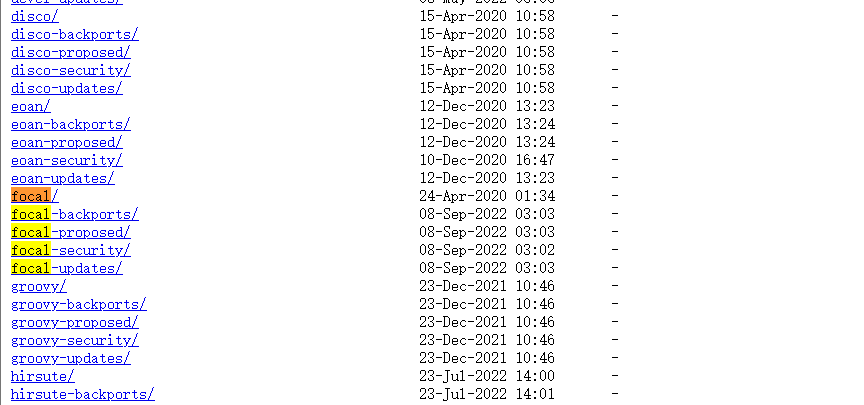 disco/ 15-Apr-2020 10:58 -
disco-backports/ 15-Apr-2020 10:58 -
disco-proposed/ 15-Apr-2020 10:58 -
disco-security/ 15-Apr-2020 10:58 -
disco-updates/ 15-Apr-2020 10:58 -
eoan/ 12-Dec-2020 13:23 -
eoan-backports/ 12-Dec-2020 13:24 -
eoan-proposed/ 12-Dec-2020 13:24 -
eoan-security/ 10-Dec-2020 16:47 -
eoan-updates/ 12-Dec-2020 13:23 -
focal/ 24-Apr-2020 01:34 -
focal-backports/ 08-Sep-2022 03:03 -
focal-proposed/ 08-Sep-2022 03:03 -
focal-security/ 08-Sep-2022 03:02 -
focal-updates/ 08-Sep-2022 03:03 -
groovy/ 23-Dec-2021 10:46 -
groovy-backports/ 23-Dec-2021 10:46 -
groovy-proposed/ 23-Dec-2021 10:46 -
groovy-security/ 23-Dec-2021 10:46 -
groovy-updates/ 23-Dec-2021 10:46 -
hirsute/ 23-Jul-2022 14:00 -
hirsute-backports/ 23-Jul-2022 14:01 -